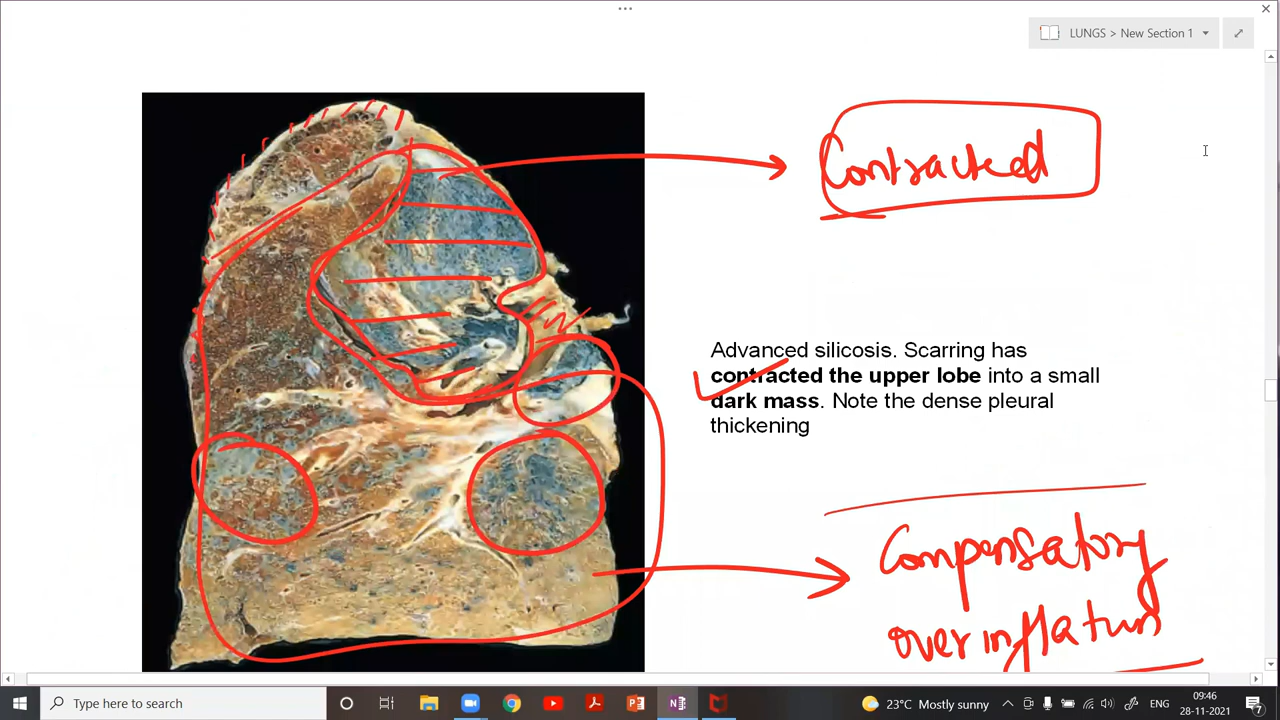 LUNGS > New Section 1
Contracted
Advanced silicosis. Scarring has
contracted the upper lobe into a small
dark mass. Note the dense pleural
thickening
Compensatory
over inflation
Type here to search
23°C Mostly sunny
ENG
09:46
28-11-2021
7